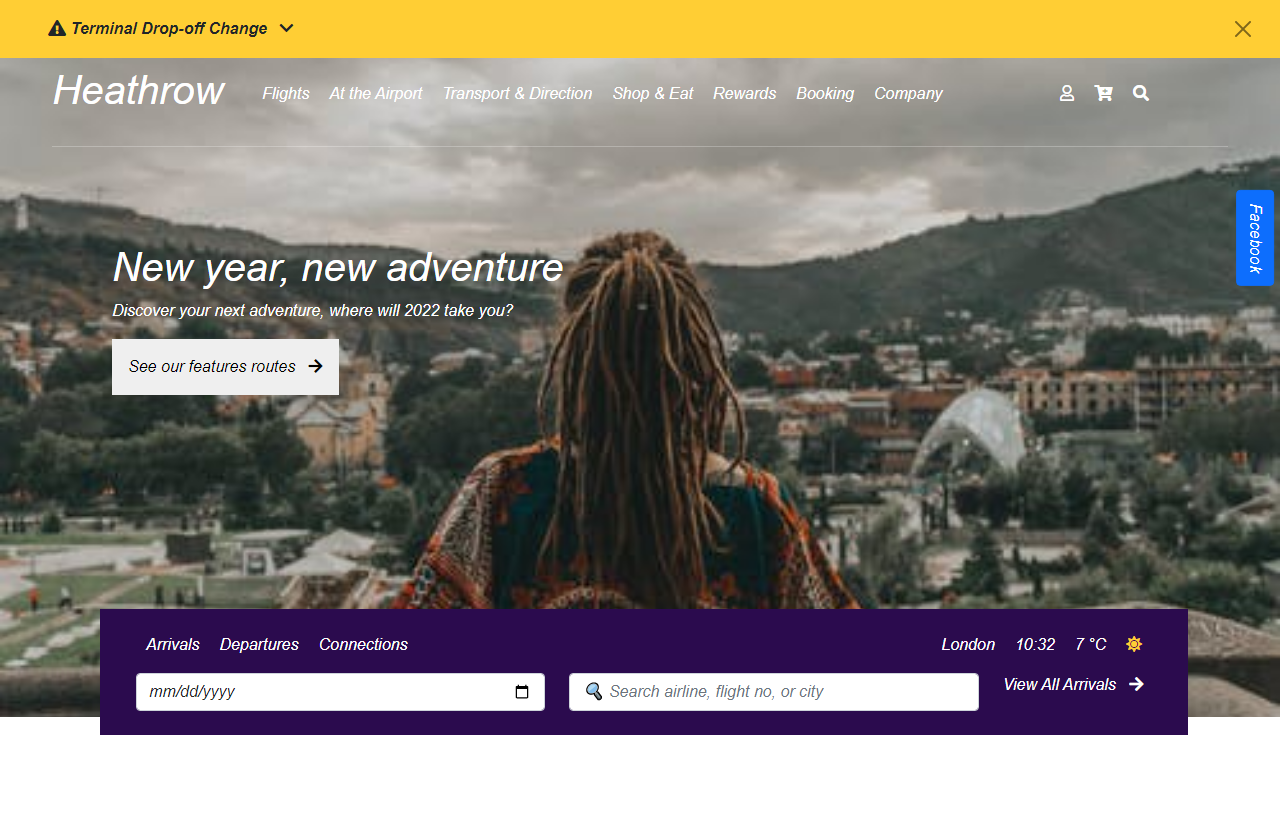 Terminal Drop-off Change
Heathrow
Flights At the Airport Transport & Direction Shop & Eat Rewards Booking Company
Facebook
New year, new adventure
Discover your next adventure, where will 2022 take you?
See our features routes
Arrivals Departures Connections
London 10:32 7 °C
mm/dd/yyyy
Search airline, flight no, or city
View All Arrivals